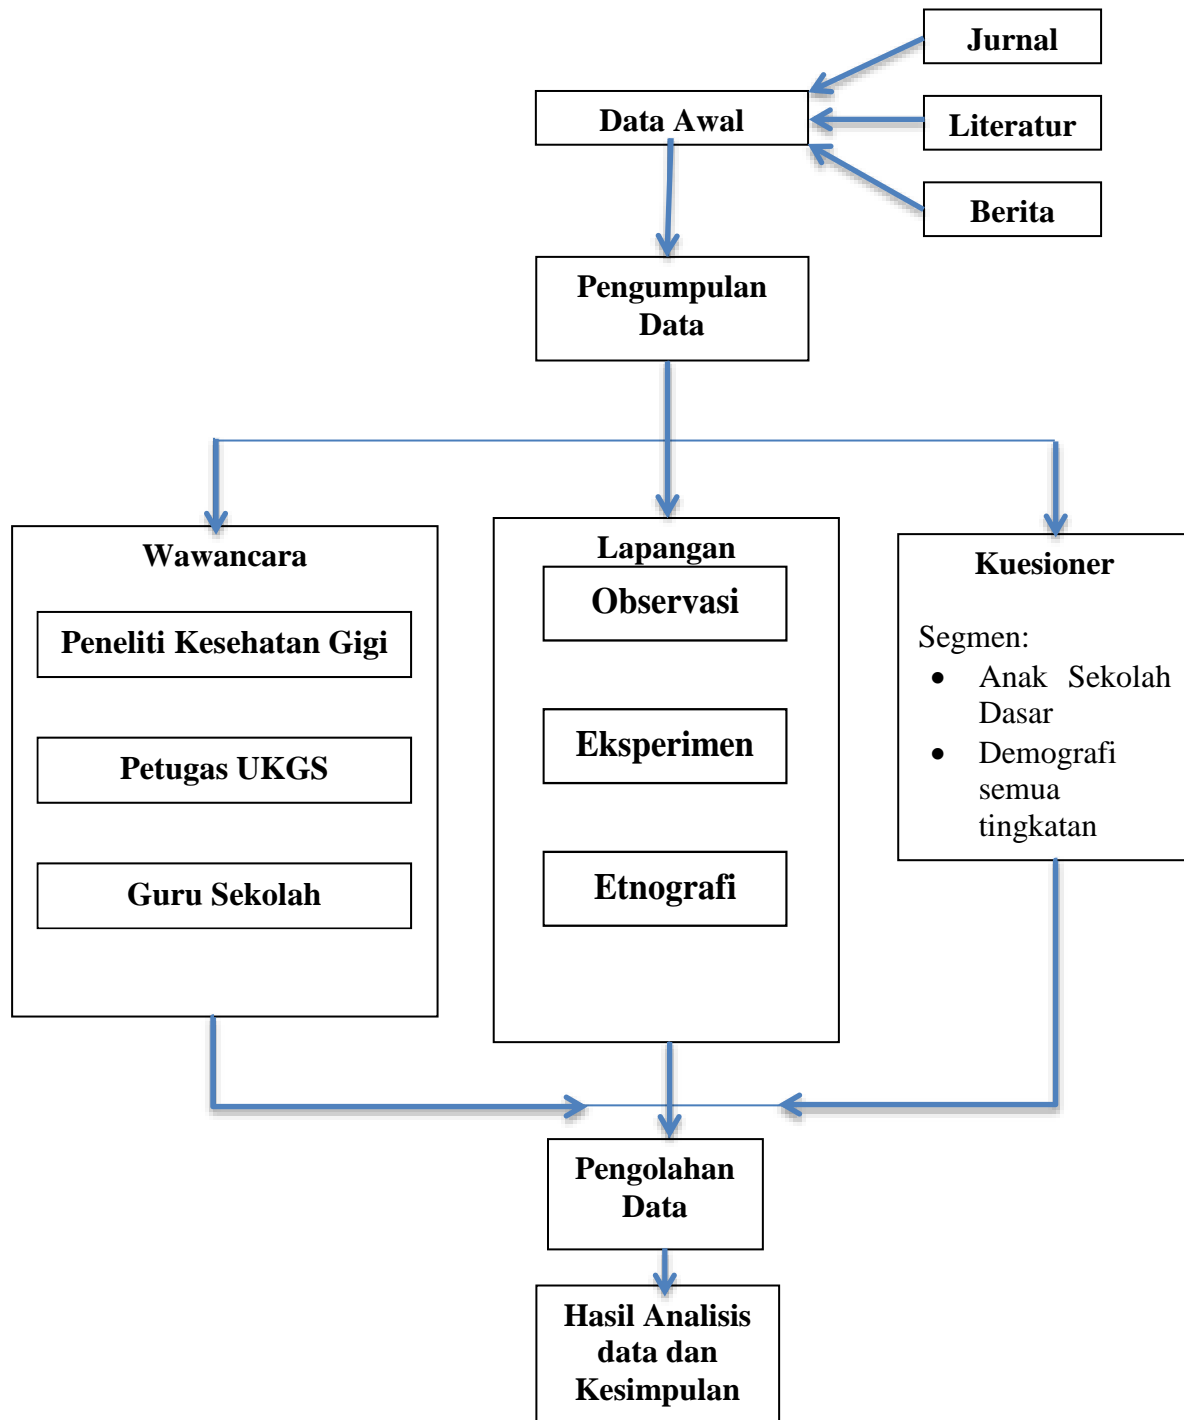 Jurnal
Data Awal
Literatur
Berita
Pengumpulan
Data
Wawancara
Peneliti Kesehatan Gigi
Petugas UKGS
Guru Sekolah
Lapangan
Observasi
Eksperimen
Etnografi
Kuesioner
Segmen:
• Anak Sekolah
Dasar
• Demografi
semua
tingkatan
Pengolahan
Data
Hasil Analisis
data dan
Kesimpulan